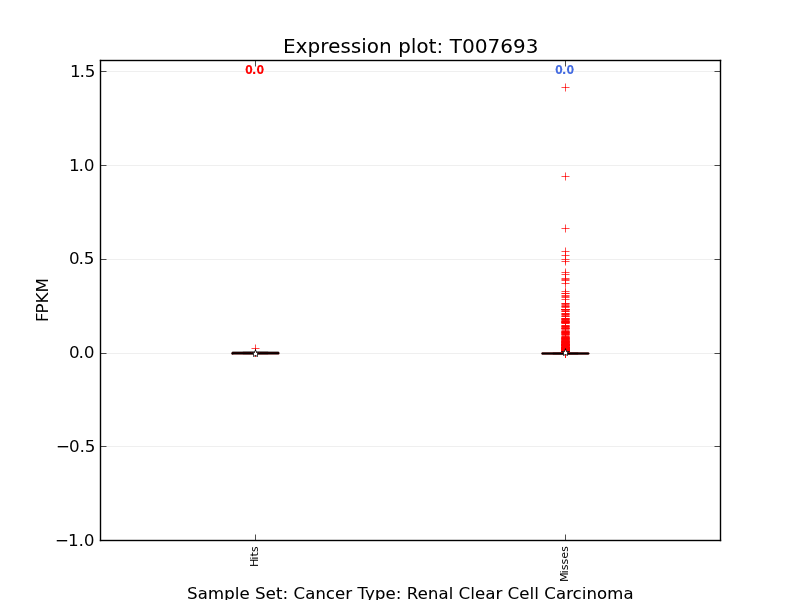 Expression plot: T007693
0.0
0.0
1.5
1.0
0.5
0.0
−0.5
−1.0
FPKM
Hits
Misses
Sample Set: Cancer Type: Renal Clear Cell Carcinoma